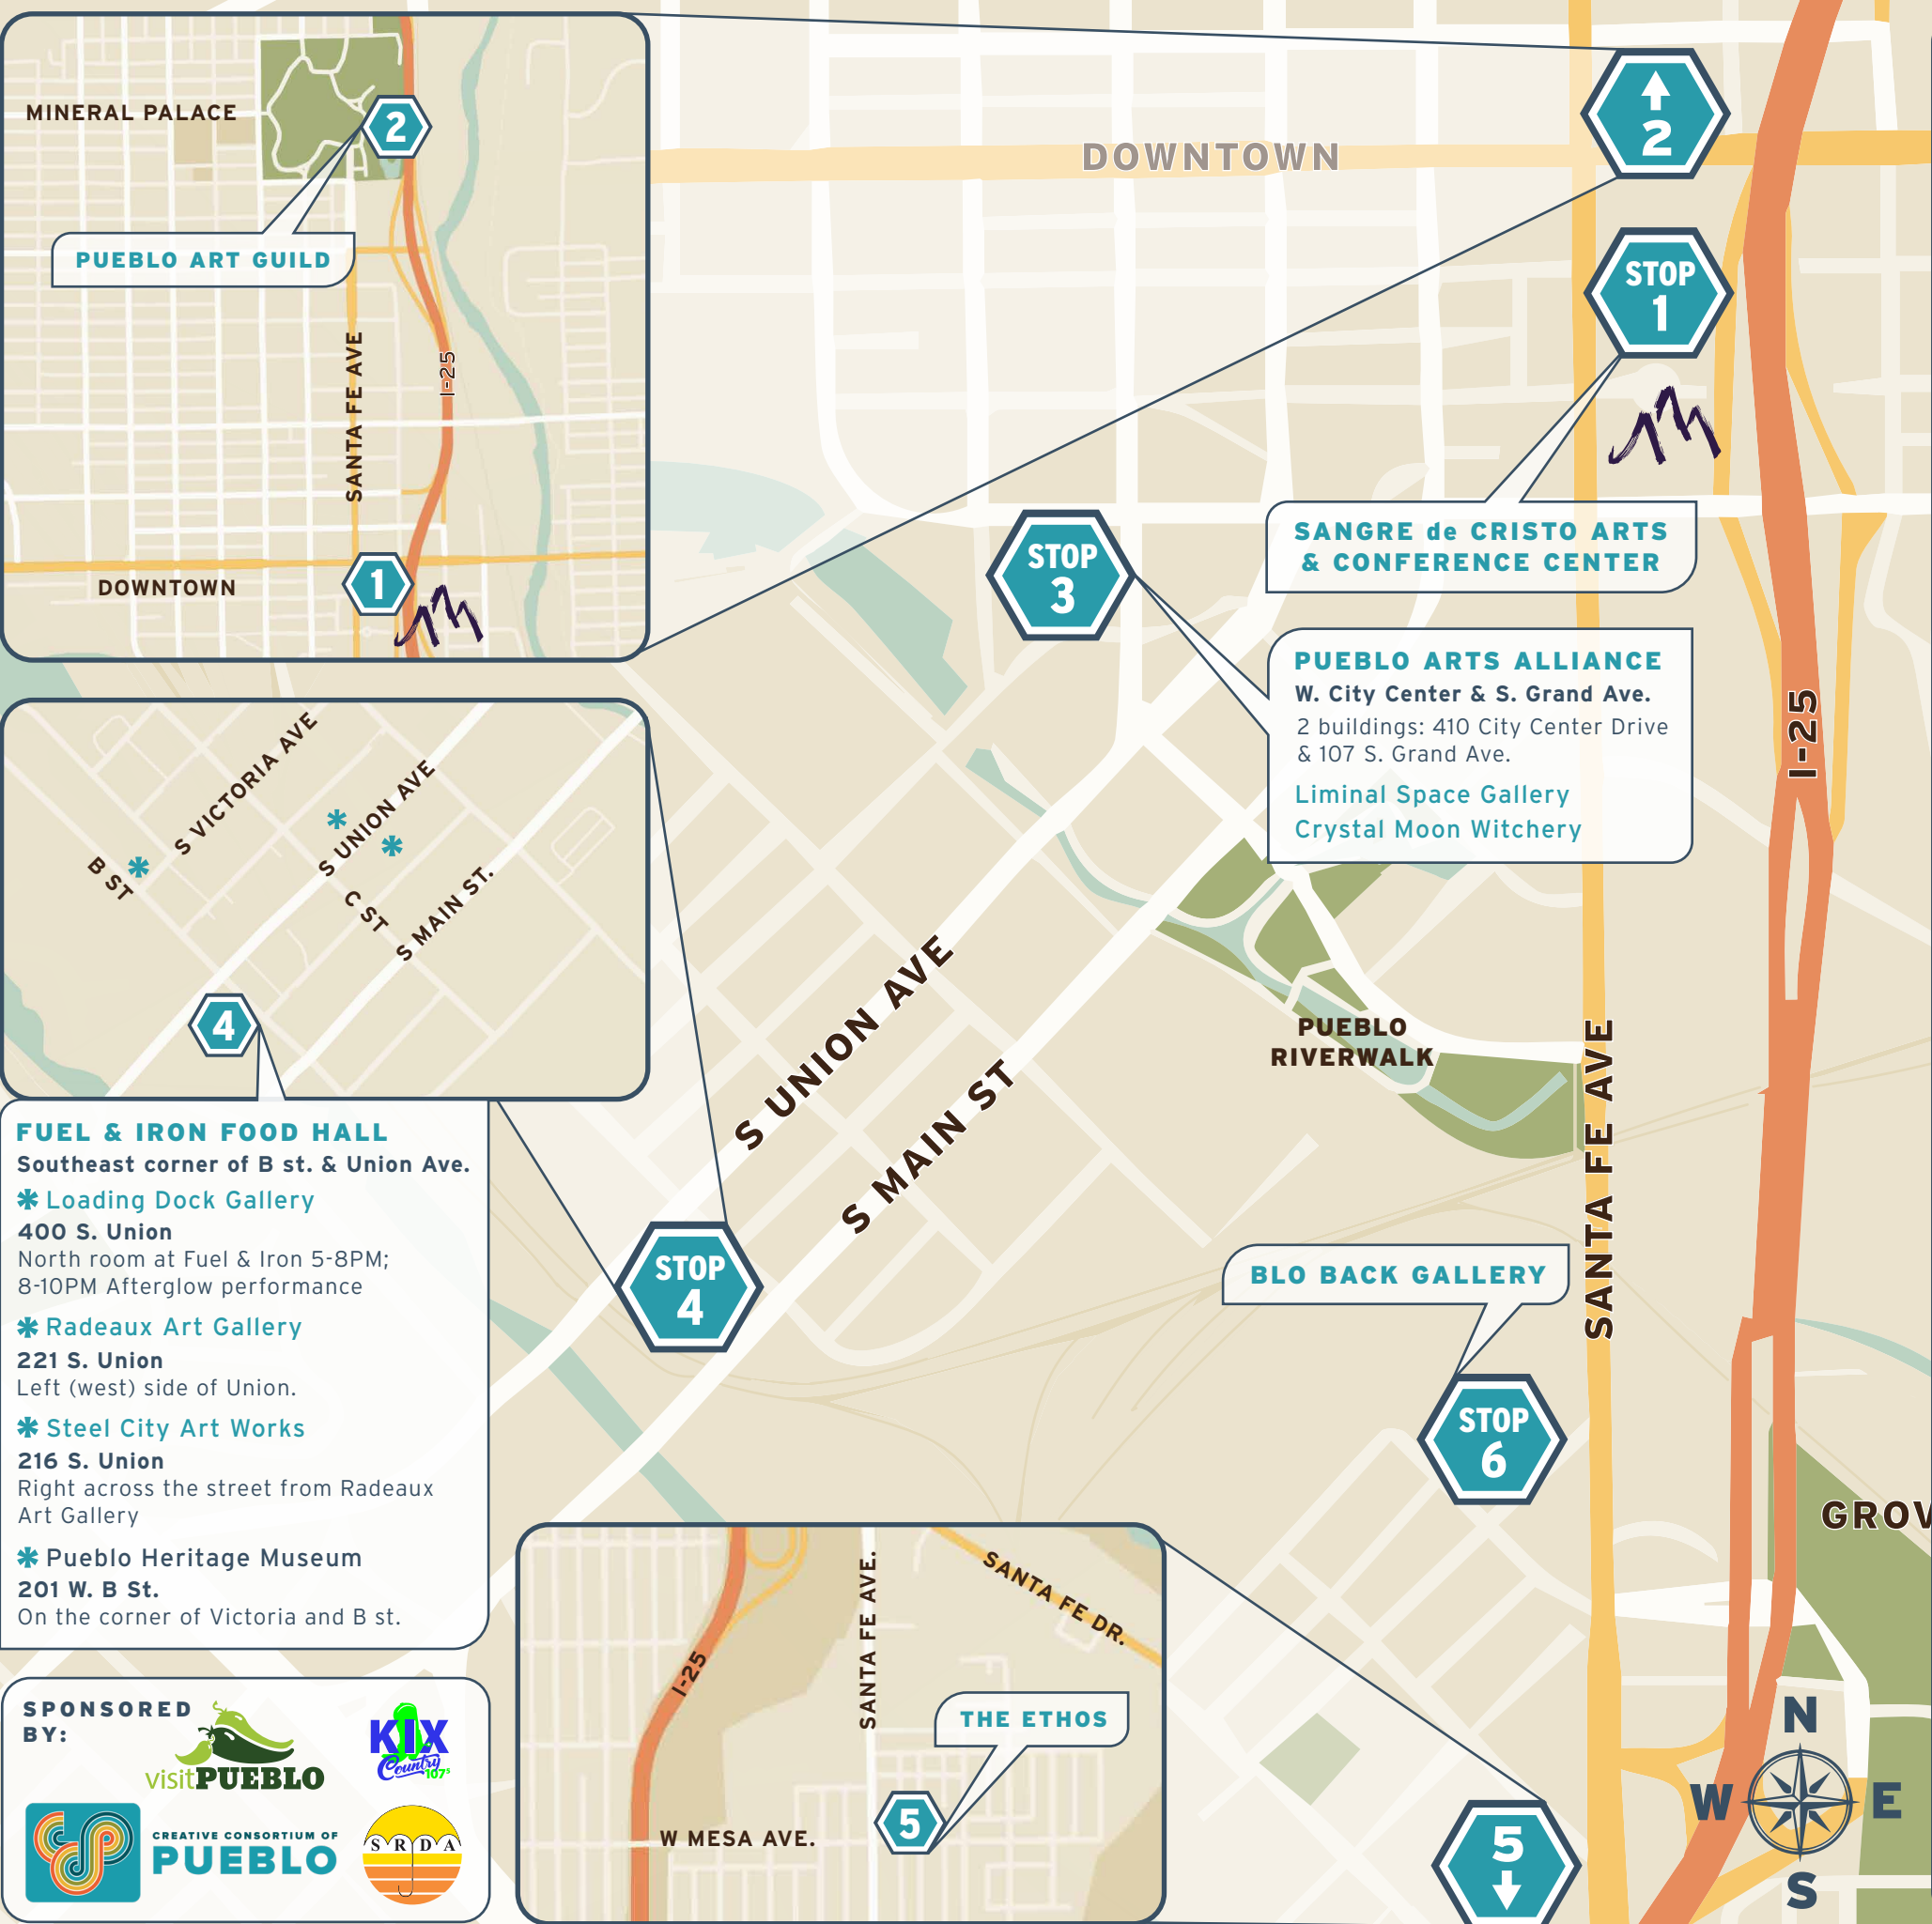 MINERAL PALACE
2
PUEBLO ART GUILD
SANTA FE AVE
I-25
DOWNTOWN
1
DOWNTOWN
2
STOP
1
SANGRE de CRISTO ARTS
& CONFERENCE CENTER
STOP
3
PUEBLO ARTS ALLIANCE
W. City Center & S. Grand Ave.
2 buildings: 410 City Center Drive
& 107 S. Grand Ave.
Liminal Space Gallery
Crystal Moon Witchery
I-25
S VICTORIA AVE
S UNION AVE
B ST
C ST
S MAIN ST.
4
S UNION AVE
S MAIN ST
PUEBLO
RIVERWALK
SANTA FE AVE
FUEL & IRON FOOD HALL
Southeast corner of B st. & Union Ave.
* Loading Dock Gallery
400 S. Union
North room at Fuel & Iron 5-8PM;
8-10PM Afterglow performance
* Radeaux Art Gallery
221 S. Union
Left (west) side of Union.
* Steel City Art Works
216 S. Union
Right across the street from Radeaux
Art Gallery
* Pueblo Heritage Museum
201 W. B St.
On the corner of Victoria and B st.
STOP
4
BLO BACK GALLERY
STOP
6
GROV
I-25
SANTA FE AVE.
SANTA FE DR.
THE ETHOS
5
W MESA AVE.
5
N
W
E
S
SPONSORED
BY:
visitPUEBLO
KIX
Country
107⁹
CREATIVE CONSORTIUM OF
PUEBLO
SRDA